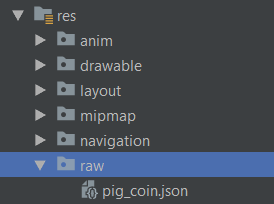 res
anim
drawable
layout
mipmap
navigation
raw
pig_coin.json